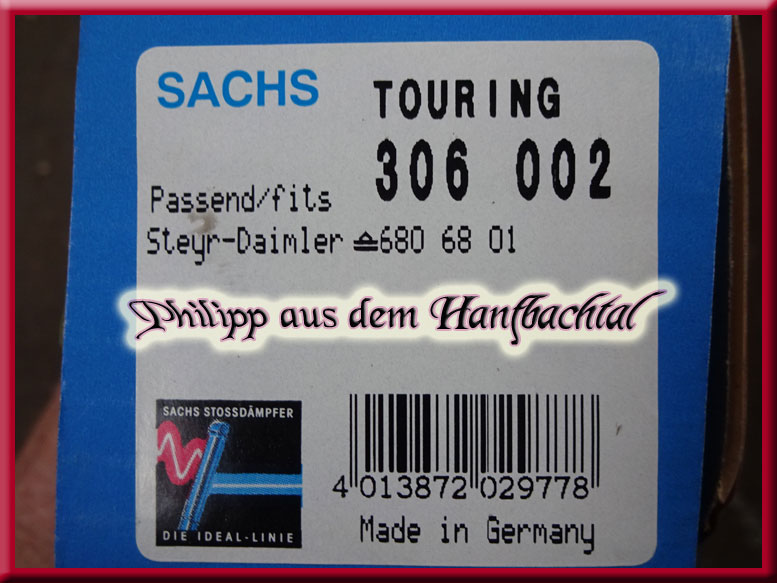 SACHS TOURING
306 002
Passend/fits
Steyr-Daimler ≙680 68 01
Philipp aus dem Hanfbachtal
SACHS STOSSDÄMPFER
DIE IDEAL-LINIE
4 013872 029778
Made in Germany